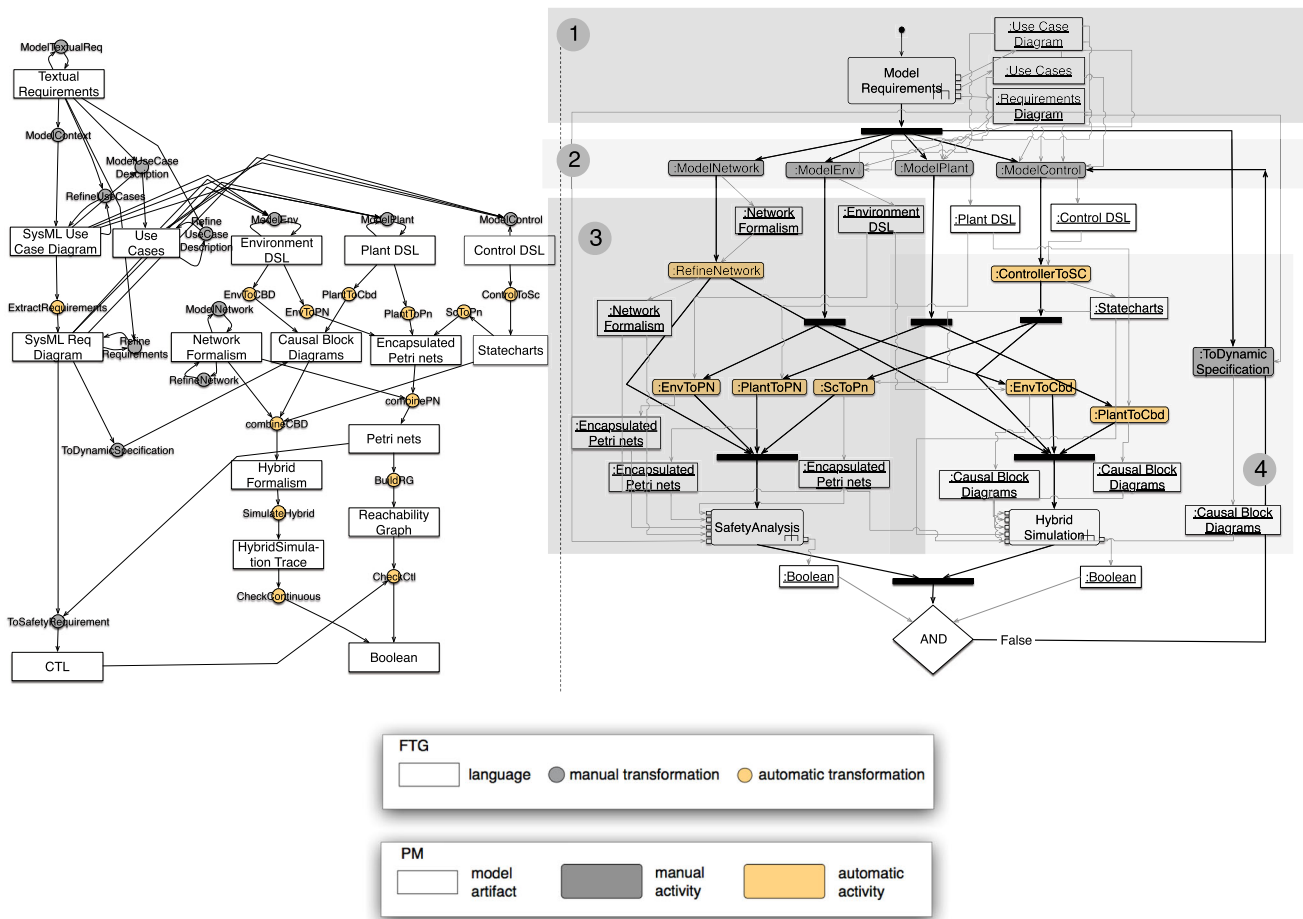 ModelTextualReq
Textual
Requirements
ModelContext
ModelUseCase
Description
RefineUseCases
Refine
UseCase
Description
SysML Use
Case Diagram
Use
Cases
ModelEnv
Environment
DSL
ModelPlant
Plant DSL
ModelControl
Control DSL
ExtractRequirements
EnvToCBD
PlantToCbd
ControlToSc
ModelNetwork
EnvToPN
PlantToPn
ScToPn
SysML Req
Diagram
Refine
Requirements
Network
Formalism
Causal Block
Diagrams
Encapsulated
Petri nets
Statecharts
RefineNetwork
combinePN
combineCBD
ToDynamicSpecification
Petri nets
Hybrid
Formalism
BuildRG
SimulateHybrid
Reachability
Graph
HybridSimula-
tion Trace
CheckCtl
CheckContinuous
ToSafetyRequirement
CTL
Boolean
1
:Use Case
Diagram
Model
Requirements
:Use Cases
:Requirements
Diagram
2
:ModelNetwork
:ModelEnv
:ModelPlant
:ModelControl
3
:Network
Formalism
:Environment
DSL
:Plant DSL
:Control DSL
:RefineNetwork
:ControllerToSC
:Network
Formalism
:Statecharts
:ToDynamic
Specification
:EnvToPN
:PlantToPN
:ScToPn
:EnvToCbd
:PlantToCbd
:Encapsulated
Petri nets
:Encapsulated
Petri nets
:Encapsulated
Petri nets
:Causal Block
Diagrams
:Causal Block
Diagrams
4
:Causal Block
Diagrams
SafetyAnalysis
Hybrid
Simulation
:Boolean
:Boolean
AND
False
FTG
language
manual transformation
automatic transformation
PM
model
artifact
manual
activity
automatic
activity